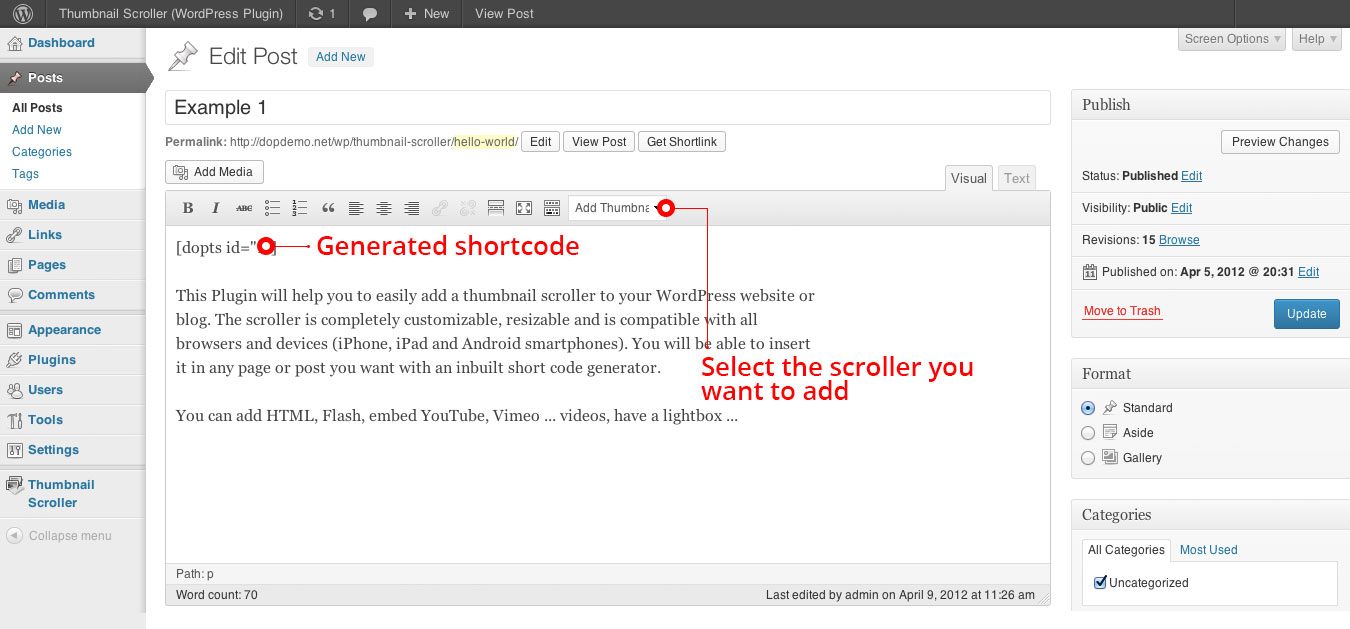 Thumbnail Scroller (WordPress Plugin) 1 New View Post
Screen Options Help
Dashboard
Posts
All Posts
Add New
Categories
Tags
Media
Links
Pages
Comments
Appearance
Plugins
Users
Tools
Settings
Thumbnail
Scroller
Collapse menu
Edit Post Add New
Example 1
Permalink: http://dopdemo.net/wp/thumbnail-scroller/hello-world/ Edit View Post Get Shortlink
Add Media
Visual Text
B I ABC Add Thumbna
[dopts id=" ]
Generated shortcode
This Plugin will help you to easily add a thumbnail scroller to your WordPress website or
blog. The scroller is completely customizable, resizable and is compatible with all
browsers and devices (iPhone, iPad and Android smartphones). You will be able to insert
it in any page or post you want with an inbuilt short code generator.
Select the scroller you
want to add
You can add HTML, Flash, embed YouTube, Vimeo ... videos, have a lightbox ...
Path: p
Word count: 70 Last edited by admin on April 9, 2012 at 11:26 am
Publish
Preview Changes
Status: Published Edit
Visibility: Public Edit
Revisions: 15 Browse
11 Published on: Apr 5, 2012 @ 20:31 Edit
Move to Trash Update
Format
Standard
Aside
Gallery
Categories
All Categories Most Used
Uncategorized